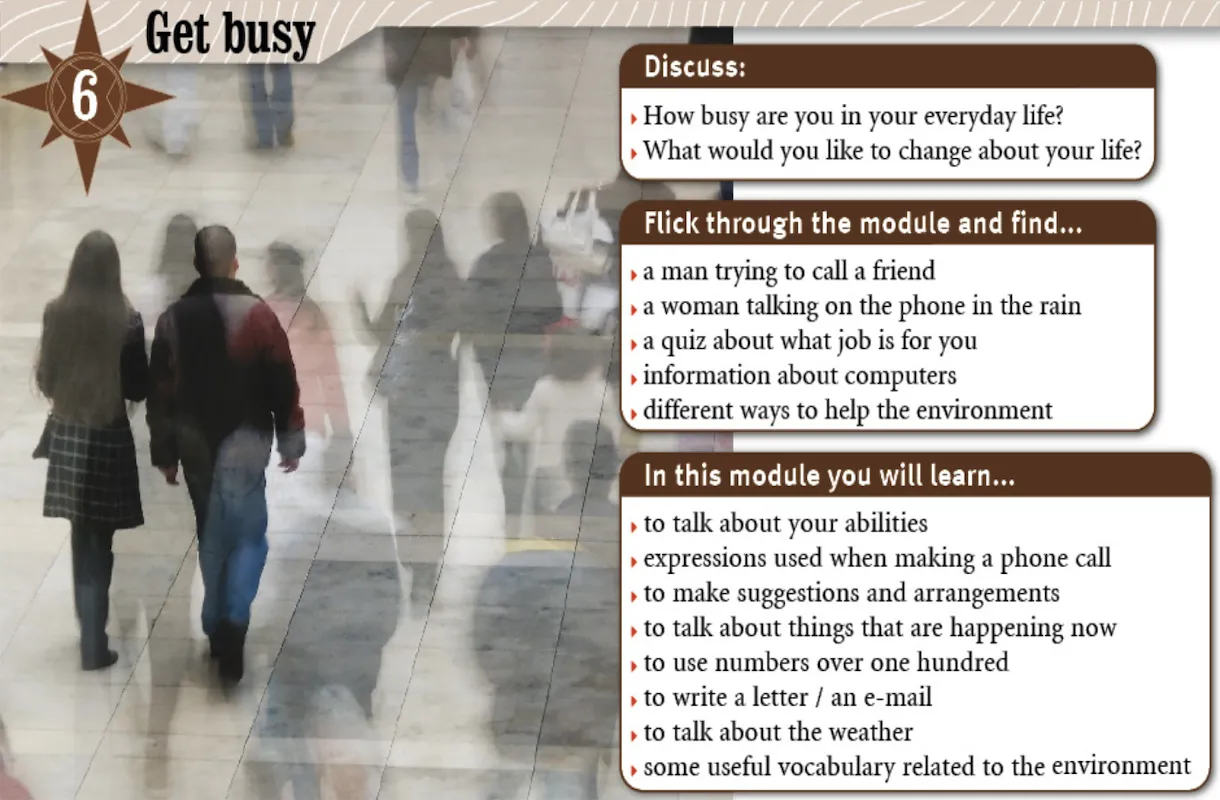 Get busy
6
Discuss:
How busy are you in your everyday life?
What would you like to change about your life?
Flick through the module and find...
a man trying to call a friend
a woman talking on the phone in the rain
a quiz about what job is for you
information about computers
different ways to help the environment
In this module you will learn...
to talk about your abilities
expressions used when making a phone call
to make suggestions and arrangements
to talk about things that are happening now
to use numbers over one hundred
to write a letter / an e-mail
to talk about the weather
some useful vocabulary related to the environment